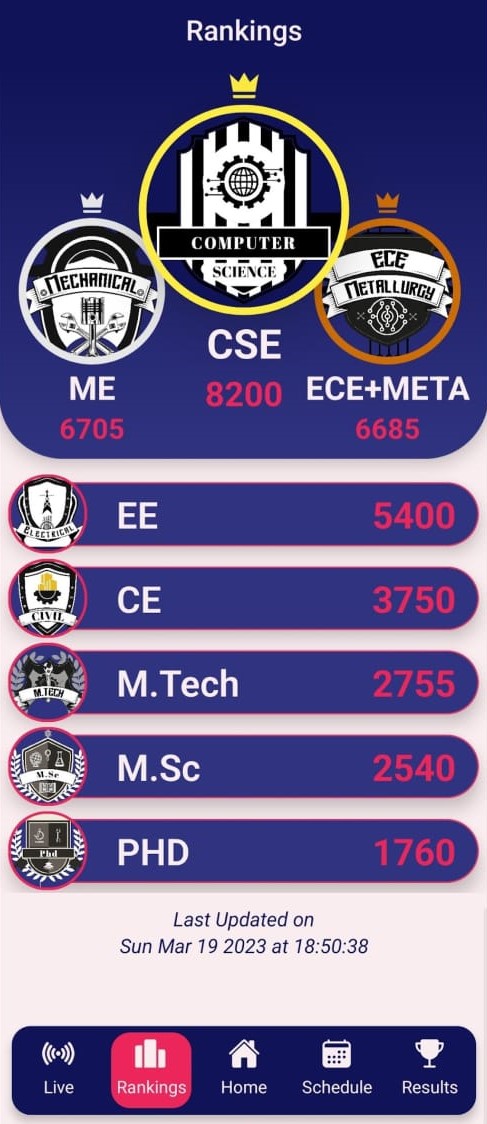 Rankings
COMPUTER
SCIENCE
MECHANICAL
ECE
METALLURGY
CSE
8200
ME
6705
ECE+META
6685
ELECTRICAL
EE
5400
CIVIL
CE
3750
M.TECH
M.Tech
2755
M.Sc
M.Sc
2540
Phd
PHD
1760
Last Updated on
Sun Mar 19 2023 at 18:50:38
Live
Rankings
Home
Schedule
Results